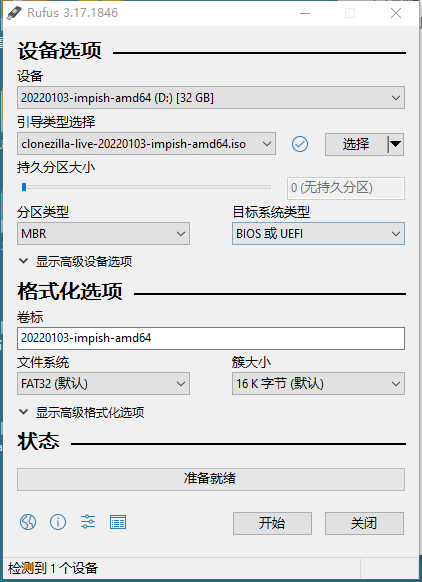 Rufus 3.17.1846
设备选项
设备
20220103-impish-amd64 (D:) [32 GB]
引导类型选择
clonezilla-live-20220103-impish-amd64.iso
选择
持久分区大小
0 (无持久分区)
分区类型
目标系统类型
MBR
BIOS 或 UEFI
显示高级设备选项
格式化选项
卷标
20220103-impish-amd64
文件系统
簇大小
FAT32 (默认)
16 K 字节 (默认)
显示高级格式化选项
状态
准备就绪
开始
关闭
检测到 1 个设备